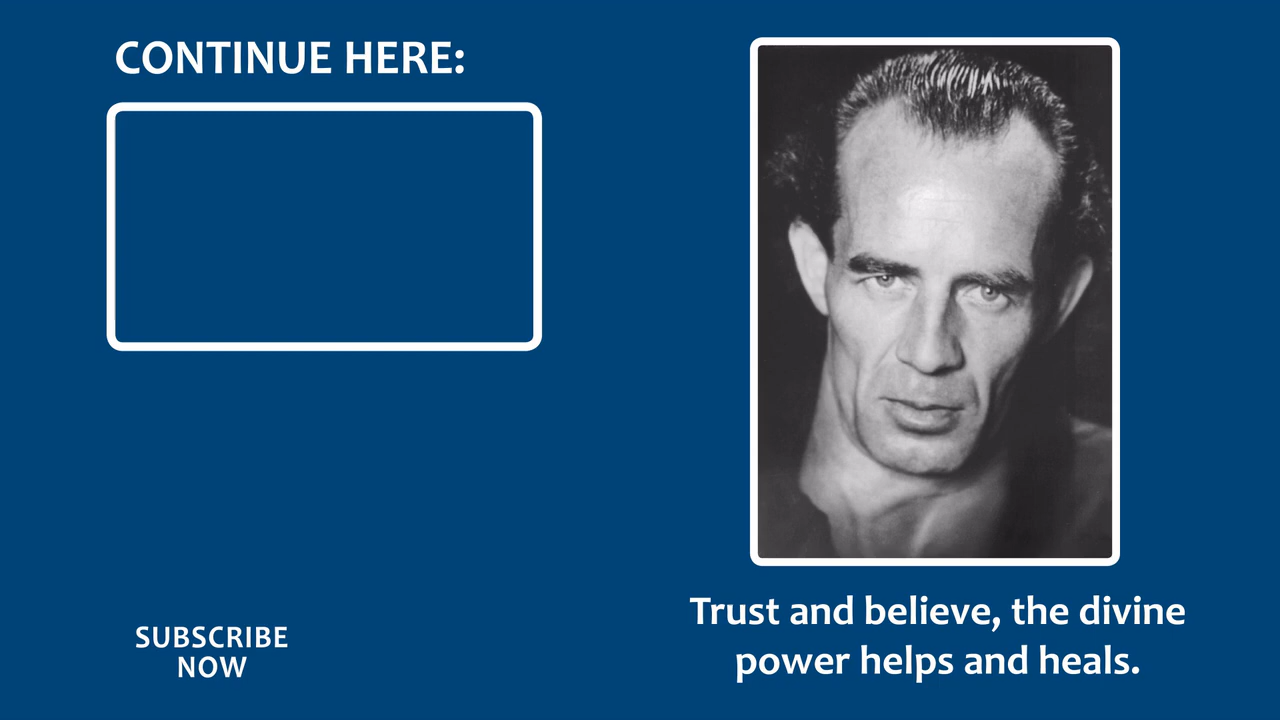 CONTINUE HERE:
SUBSCRIBE
NOW
Trust and believe, the divine
power helps and heals.